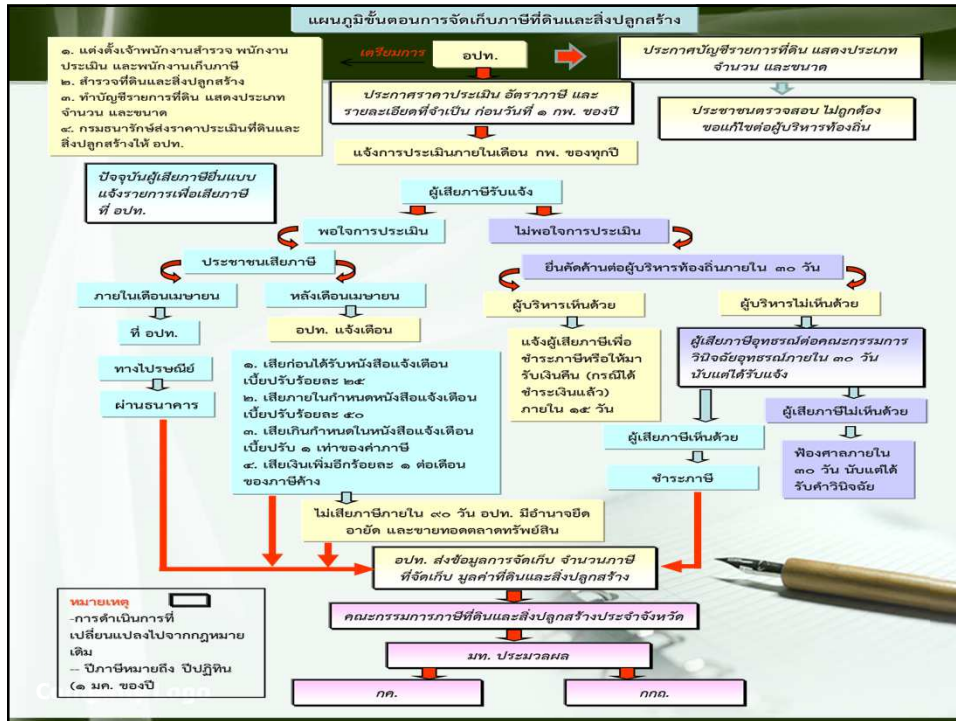 แผนภูมิขั้นตอนการจัดเก็บภาษีที่ดินและสิ่งปลูกสร้าง
๑. แต่งตั้งเจ้าพนักงานสำรวจ พนักงาน
ประเมิน และพนักงานเก็บภาษี
๒. สำรวจที่ดินและสิ่งปลูกสร้าง
๓. ทำบัญชีรายการที่ดิน แสดงประเภท
จำนวน และขนาด
๔. กรมธนารักษ์ส่งราคาประเมินที่ดินและ
สิ่งปลูกสร้างให้ อปท.
เตรียมการ
อปท.
ประกาศบัญชีรายการที่ดิน แสดงประเภท
จำนวน และขนาด
ประกาศราคาประเมิน อัตราภาษี และ
รายละเอียดที่จำเป็น ก่อนวันที่ ๑ กพ. ของปี
ประชาชนตรวจสอบ ไม่ถูกต้อง
ขอแก้ไขต่อผู้บริหารท้องถิ่น
แจ้งการประเมินภายในเดือน กพ. ของทุกปี
ปัจจุบันผู้เสียภาษียื่นแบบ
แจ้งรายการเพื่อเสียภาษี
ที่ อปท.
ผู้เสียภาษีรับแจ้ง
พอใจการประเมิน
ไม่พอใจการประเมิน
ประชาชนเสียภาษี
ยื่นคัดค้านต่อผู้บริหารท้องถิ่นภายใน ๓๐ วัน
ภายในเดือนเมษายน
หลังเดือนเมษายน
ผู้บริหารเห็นด้วย
ผู้บริหารไม่เห็นด้วย
ที่ อปท.
อปท. แจ้งเตือน
แจ้งผู้เสียภาษีเพื่อ
ชำระภาษีหรือให้มา
รับเงินคืน (กรณีได้
ชำระเงินแล้ว)
ภายใน ๑๕ วัน
ผู้เสียภาษีอุทธรณ์ต่อคณะกรรมการ
วินิจฉัยอุทธรณ์ภายใน ๓๐ วัน
นับแต่ได้รับแจ้ง
ทางไปรษณีย์
ผ่านธนาคาร
๑. เสียก่อนได้รับหนังสือแจ้งเตือน
เบี้ยปรับร้อยละ ๒๕
๒. เสียภายในกำหนดหนังสือแจ้งเตือน
เบี้ยปรับร้อยละ ๕๐
๓. เสียเกินกำหนดในหนังสือแจ้งเตือน
เบี้ยปรับ ๑ เท่าของค่าภาษี
๔. เสียเงินเพิ่มอีกร้อยละ ๑ ต่อเดือน
ของภาษีค้าง
ผู้เสียภาษีเห็นด้วย
ผู้เสียภาษีไม่เห็นด้วย
ชำระภาษี
ฟ้องศาลภายใน
๓๐ วัน นับแต่ได้
รับคำวินิจฉัย
ไม่เสียภาษีภายใน ๙๐ วัน อปท. มีอำนาจยึด
อายัด และขายทอดตลาดทรัพย์สิน
อปท. ส่งข้อมูลการจัดเก็บ จำนวนภาษี
ที่จัดเก็บ มูลค่าที่ดินและสิ่งปลูกสร้าง
คณะกรรมการภาษีที่ดินและสิ่งปลูกสร้างประจำจังหวัด
มท. ประมวลผล
กค.
กกถ.
หมายเหตุ
-การดำเนินการที่
เปลี่ยนแปลงไปจากกฎหมาย
เดิม
-- ปีภาษีหมายถึง ปีปฏิทิน
(๑ มค. ของปี